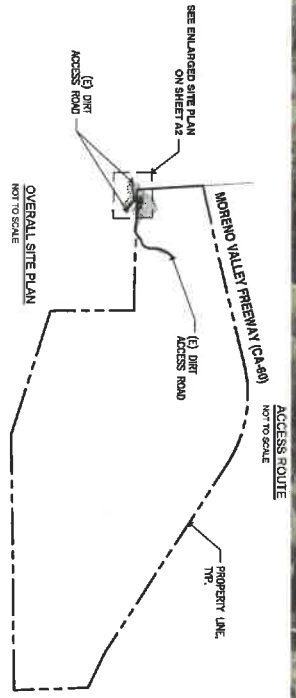 ACCESS ROUTE
NOT TO SCALE
MORENO VALLEY FREEWAY (CA-60)
PROPERTY LINE,
TYP.
(E) DIRT
ACCESS ROAD
SEE ENLARGED SITE PLAN
ON SHEET A2
(E) DIRT
ACCESS ROAD
OVERALL SITE PLAN
NOT TO SCALE